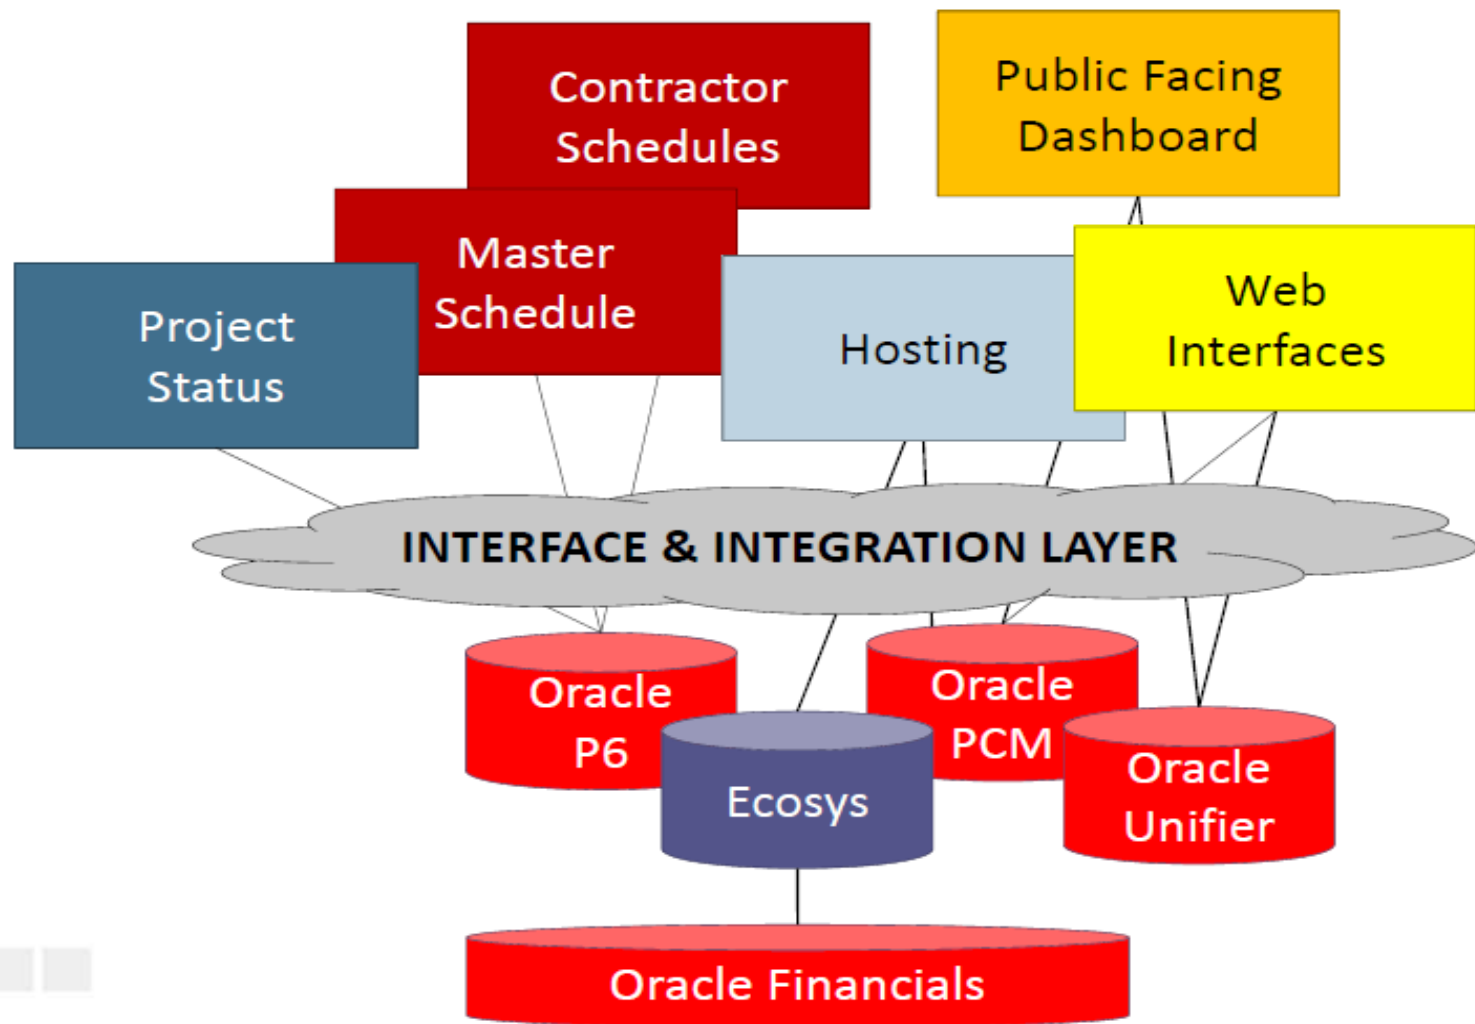 Contractor
Schedules
Public Facing
Dashboard
Master
Schedule
Project
Status
Hosting
Web
Interfaces
INTERFACE & INTEGRATION LAYER
Oracle
P6
Oracle
PCM
Ecosys
Oracle
Unifier
Oracle Financials